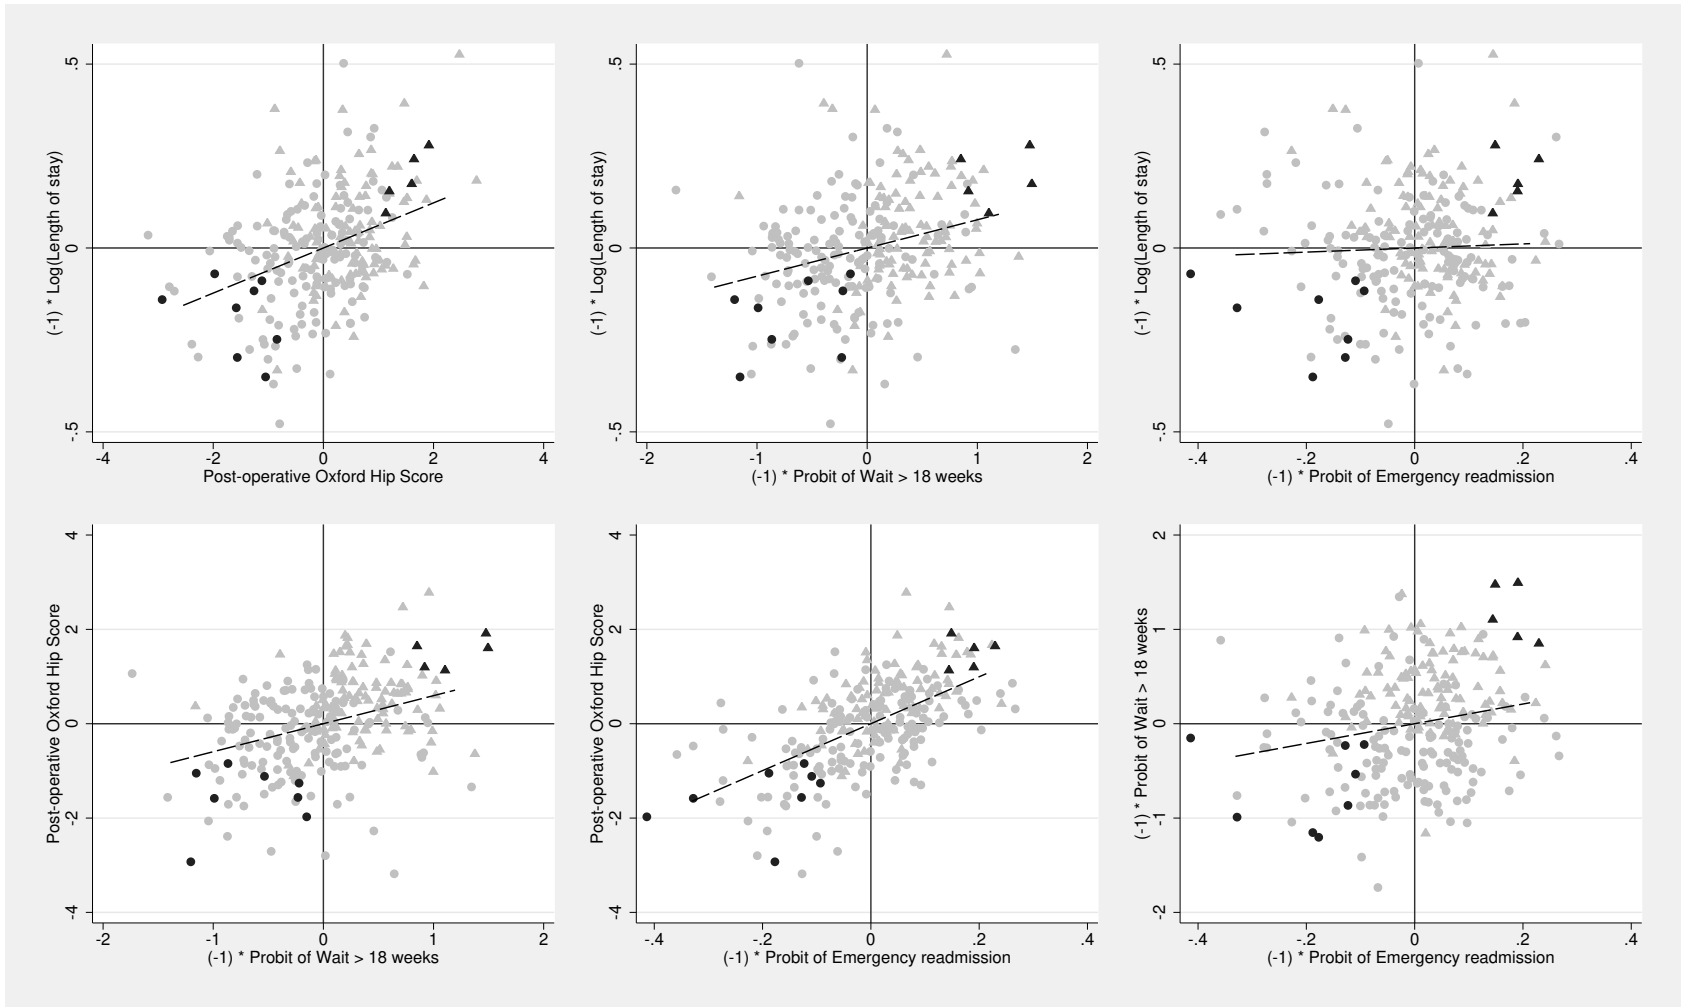 (-1) * Log(Length of stay)
.5
0
-.5
-4 -2 0 2 4
Post-operative Oxford Hip Score
(-1) * Log(Length of stay)
.5
0
-.5
-2 -1 0 1 2
(-1) * Probit of Wait > 18 weeks
(-1) * Log(Length of stay)
.5
0
-.5
-.4 -.2 0 .2 .4
(-1) * Probit of Emergency readmission
Post-operative Oxford Hip Score
4
2
0
-2
-4
-2 -1 0 1 2
(-1) * Probit of Wait > 18 weeks
Post-operative Oxford Hip Score
4
2
0
-2
-4
-.4 -.2 0 .2 .4
(-1) * Probit of Emergency readmission
(-1) * Probit of Wait > 18 weeks
2
1
0
-1
-2
-.4 -.2 0 .2 .4
(-1) * Probit of Emergency readmission